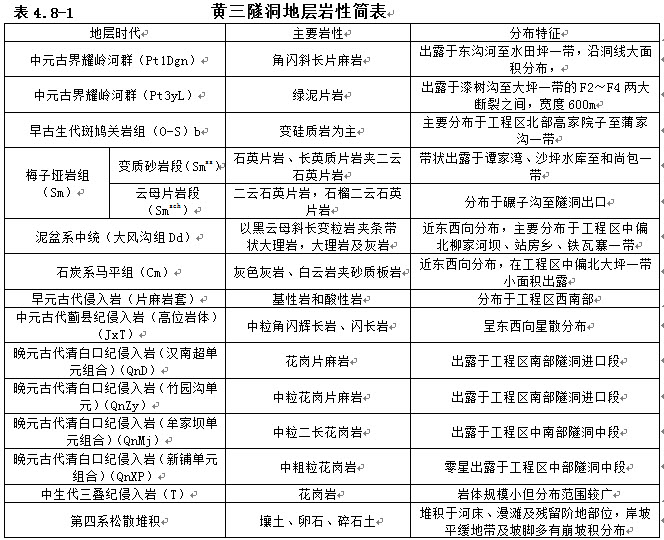 表 4.8-1 黄三隧洞地层岩性简表
地层时代 主要岩性 分布特征
中元古界耀岭河群（Pt1Dgn） 角闪斜长片麻岩 出露于东沟河至水田坪一带，沿洞线大面
积分布，
中元古界耀岭河群（Pt3yL） 绿泥片岩 出露于漆树沟至大坪一带的F2～F4两大
断裂之间，宽度600m
早古生代斑鸠关岩组（O-S）b 变硅质岩为主 主要分布于工程区北部高家院子至蒲家
沟一带
梅子垭岩组
（Sm）
变质砂岩段（Smss） 石英片岩、长英质片岩夹二云
石英片岩 带状出露于谭家湾、沙坪水库至和尚包一
带
云母片岩段
（Smsch） 二云石英片岩，石榴二云石英
片岩 分布于碾子沟至隧洞出口
泥盆系中统（大风沟组Dd） 以黑云母斜长变粒岩夹条带
状大理岩，大理岩及灰岩 近东西向分布，主要分布于工程区中偏
北柳家河坝、站房乡、铁瓦寨一带
石炭系马平组（Cm） 灰色灰岩、白云岩夹砂质板岩 近东西向分布，在工程区中偏北大坪一带
小面积出露
早元古代侵入岩（片麻岩套） 基性岩和酸性岩 分布于工程区西南部
中元古代蓟县纪侵入岩（高位岩体）
（JxT） 中粒角闪辉长岩、闪长岩 呈东西向星散分布
晚元古代清白口纪侵入岩（汉南超单
元组合）（QnD） 花岗片麻岩 出露于工程区南部隧洞进口段
晚元古代清白口纪侵入岩（竹园沟单
元）（QnZy） 中粒花岗片麻岩 出露于工程区南部隧洞进口段
晚元古代清白口纪侵入岩（牟家坝单
元组合）（QnMj） 中粒二长花岗岩 出露于工程区中南部隧洞中段
晚元古代清白口纪侵入岩（新铺单元
组合）（QnXP） 中粗粒花岗岩 零星出露于工程区中部隧洞中段
中生代三叠纪侵入岩（T） 花岗岩 岩体规模小但分布范围较广
第四系松散堆积 壤土、卵石、碎石土 堆积于河床、漫滩及残留阶地部位，岸坡
平缓地带及坡脚多有崩坡积分布